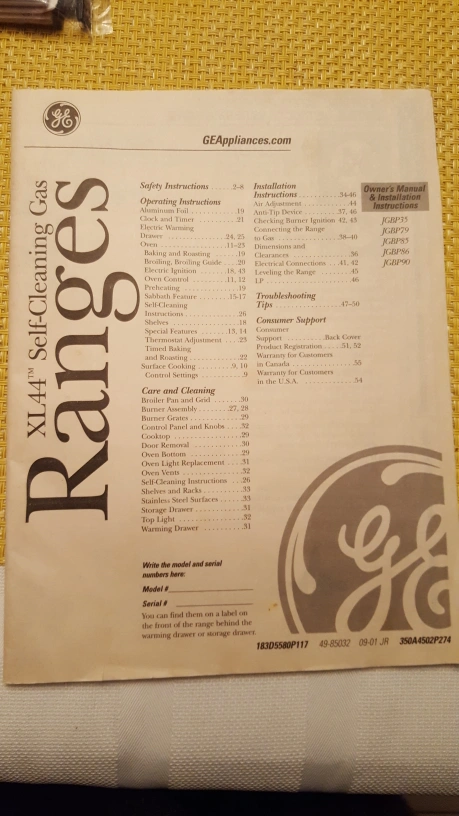 GE
GEAppliances.com
XL44™ Self-Cleaning Gas
Ranges
Safety Instructions ......2–8
Operating Instructions
Aluminum Foil ...............19
Clock and Timer ..............21
Electric Warming
Drawer ...................24, 25
Oven ......................11–25
Baking and Roasting .......19
Broiling, Broiling Guide ...20
Electric Ignition .......18, 43
Oven Control ...........11, 12
Preheating ................19
Sabbath Feature ........15-17
Self-Cleaning
Instructions ..............26
Shelves ...................18
Special Features .......13, 14
Thermostat Adjustment ....23
Timed Baking
and Roasting ..............22
Surface Cooking ...........9, 10
Control Settings ............9
Care and Cleaning
Broiler Pan and Grid .........30
Burner Assembly .........27, 28
Burner Grates ................29
Control Panel and Knobs ...32
Cooktop ......................29
Door Removal .................30
Oven Bottom ..................29
Oven Light Replacement ....31
Oven Vents ...................32
Self-Cleaning Instructions ...26
Shelves and Racks ............33
Stainless Steel Surfaces .....33
Storage Drawer ...............31
Top Light ....................32
Warming Drawer ...............31
Write the model and serial
numbers here:
Model #
Serial #
You can find them on a label on
the front of the range behind the
warming drawer or storage drawer.
Installation
Instructions ...........34-46
Air Adjustment ...............44
Anti-Tip Device ..........37, 46
Checking Burner Ignition 42, 43
Connecting the Range
to Gas ...................38–40
Dimensions and
Clearances ...................36
Electrical Connections ...41, 42
Leveling the Range ...........45
LP ...........................46
Troubleshooting
Tips ....................47–50
Consumer Support
Consumer
Support ............Back Cover
Product Registration .....51, 52
Warranty for Customers
in Canada ....................55
Warranty for Customers
in the U.S.A. ................54
Owner's Manual
& Installation
Instructions
JGBP35
JGBP79
JGBP85
JGBP86
JGBP90
GE
183D5580P117 49-85032 09-01 JR 350A4502P274